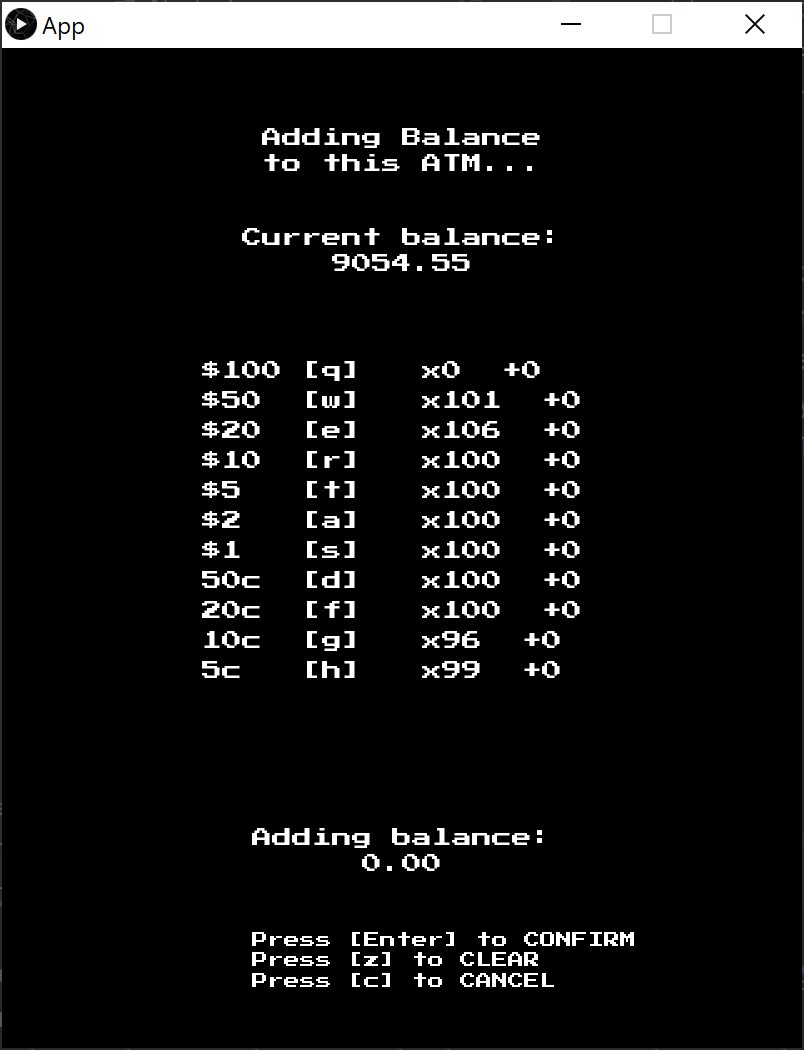 App
Adding Balance
to this ATM...
Current balance:
9054.55
$100 [q] x0 +0
$50 [w] x101 +0
$20 [e] x106 +0
$10 [r] x100 +0
$5 [t] x100 +0
$2 [a] x100 +0
$1 [s] x100 +0
50c [d] x100 +0
20c [f] x100 +0
10c [g] x96 +0
5c [h] x99 +0
Adding balance:
0.00
Press [Enter] to CONFIRM
Press [z] to CLEAR
Press [c] to CANCEL